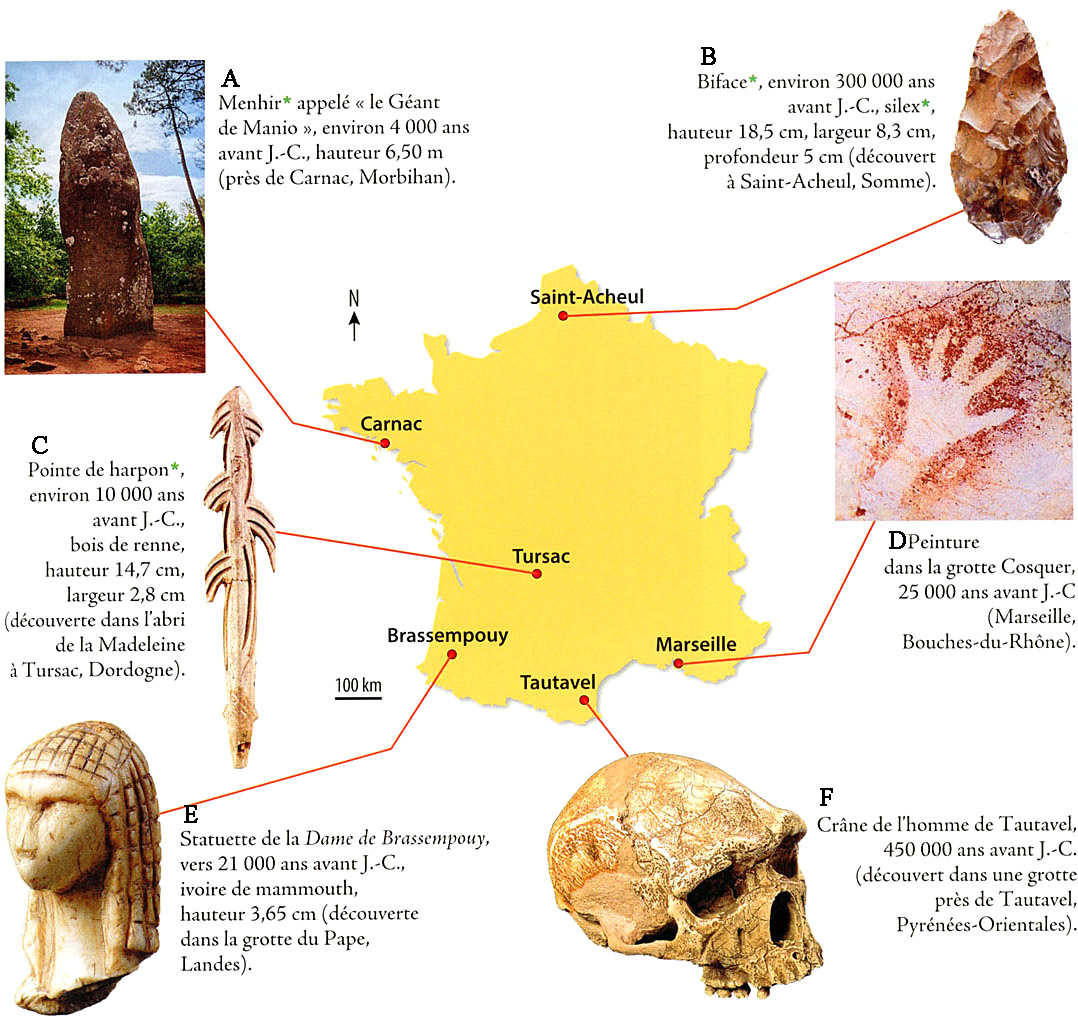 A
Menhir* appelé « le Géant
de Manio », environ 4 000 ans
avant J.-C., hauteur 6,50 m
(près de Carnac, Morbihan).
B
Biface*, environ 300 000 ans
avant J.-C., silex*,
hauteur 18,5 cm, largeur 8,3 cm,
profondeur 5 cm (découvert
à Saint-Acheul, Somme).
N
Saint-Acheul
Carnac
Tursac
Brassempouy
Marseille
Tautavel
100 km
C
Pointe de harpon*,
environ 10 000 ans
avant J.-C.,
bois de renne,
hauteur 14,7 cm,
largeur 2,8 cm
(découverte dans l'abri
de la Madeleine
à Tursac, Dordogne).
D Peinture
dans la grotte Cosquer,
25 000 ans avant J.-C
(Marseille,
Bouches-du-Rhône).
E
Statuette de la Dame de Brassempouy,
vers 21 000 ans avant J.-C.,
ivoire de mammouth,
hauteur 3,65 cm (découverte
dans la grotte du Pape,
Landes).
F
Crâne de l'homme de Tautavel,
450 000 ans avant J.-C.
(découvert dans une grotte
près de Tautavel,
Pyrénées-Orientales).